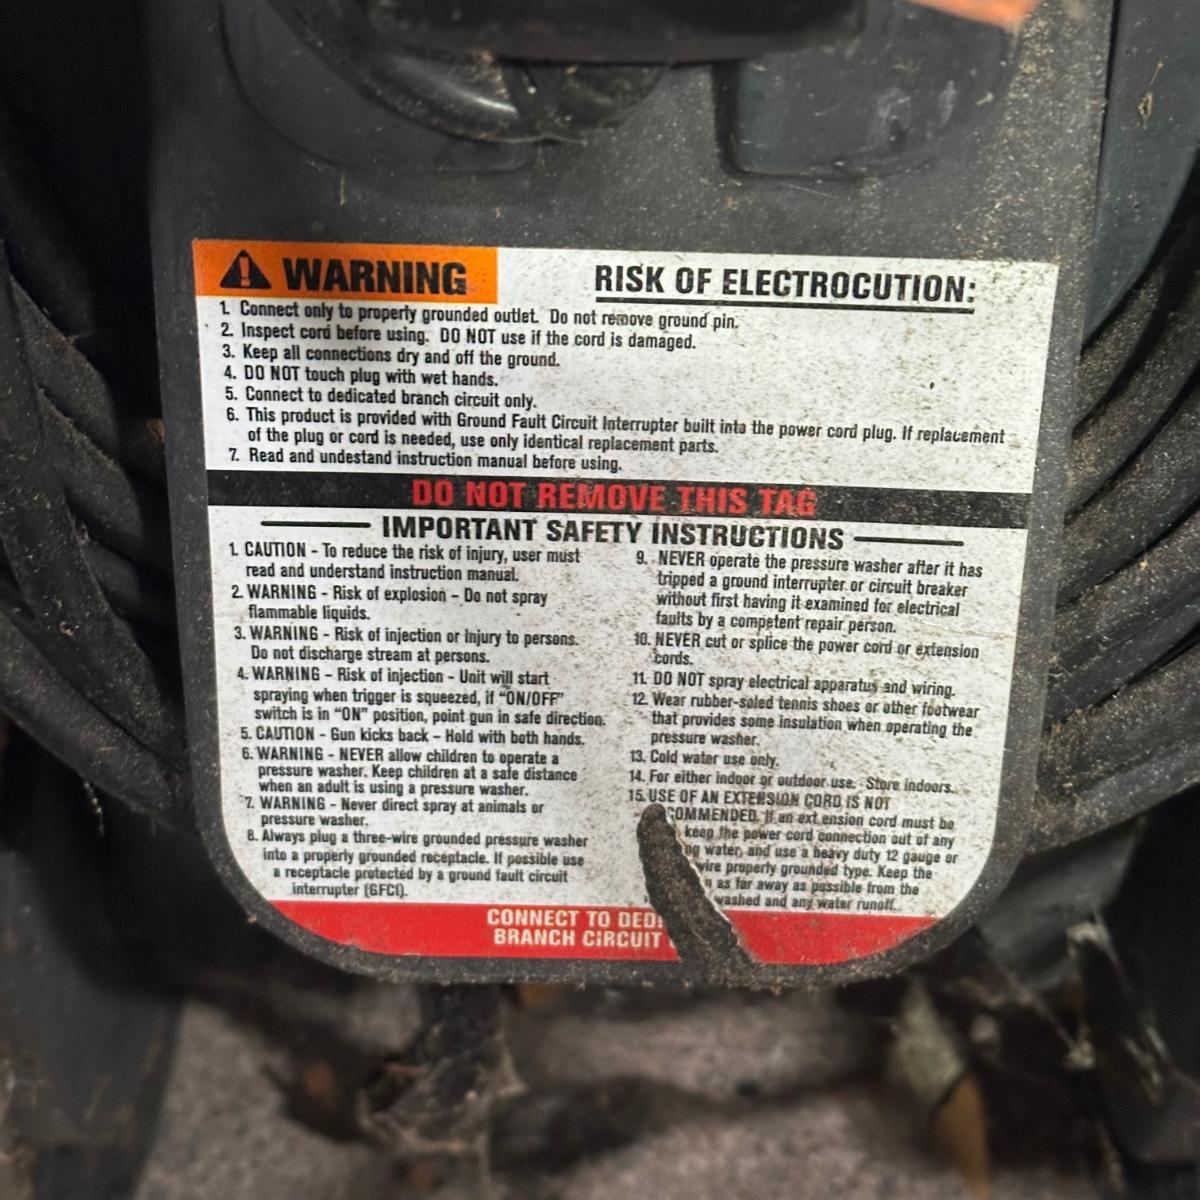 WARNING
RISK OF ELECTROCUTION:
1. Connect only to properly grounded outlet. Do not remove ground pin.
2. Inspect cord before using. DO NOT use if the cord is damaged.
3. Keep all connections dry and off the ground.
4. DO NOT touch plug with wet hands.
5. Connect to dedicated branch circuit only.
6. This product is provided with Ground Fault Circuit Interrupter built into the power cord plug. If replacement
of the plug or cord is needed, use only identical replacement parts.
7. Read and undestand instruction manual before using.
DO NOT REMOVE THIS TAG
IMPORTANT SAFETY INSTRUCTIONS
1. CAUTION - To reduce the risk of injury, user must
read and understand instruction manual.
2. WARNING - Risk of explosion - Do not spray
flammable liquids.
3. WARNING - Risk of injection or Injury to persons.
Do not discharge stream at persons.
4. WARNING - Risk of injection - Unit will start
spraying when trigger is squeezed, if "ON/OFF"
switch is in "ON" position, point gun in safe direction.
5. CAUTION - Gun kicks back - Hold with both hands.
6. WARNING - NEVER allow children to operate a
pressure washer. Keep children at a safe distance
when an adult is using a pressure washer.
7. WARNING - Never direct spray at animals or
pressure washer.
8. Always plug a three-wire grounded pressure washer
into a properly grounded receptacle. If possible use
a receptacle protected by a ground fault circuit
interrupter (GFCI).
9. NEVER operate the pressure washer after it has
tripped a ground interrupter or circuit breaker
without first having it examined for electrical
faults by a competent repair person.
10. NEVER cut or splice the power cord or extension
cords.
11. DO NOT spray electrical apparatus and wiring.
12. Wear rubber-soled tennis shoes or other footwear
that provides some insulation when operating the
pressure washer.
13. Cold water use only.
14. For either indoor or outdoor use. Store indoors.
15. USE OF AN EXTENSION CORD IS NOT
COMMENDED. If an ext ension cord must be
keep the power cord connection out of any
water, and use a heavy duty 12 gauge or
wire properly grounded type. Keep the
as far away as possible from the
washed and any water runoff.
CONNECT TO DEDI
BRANCH CIRCUIT